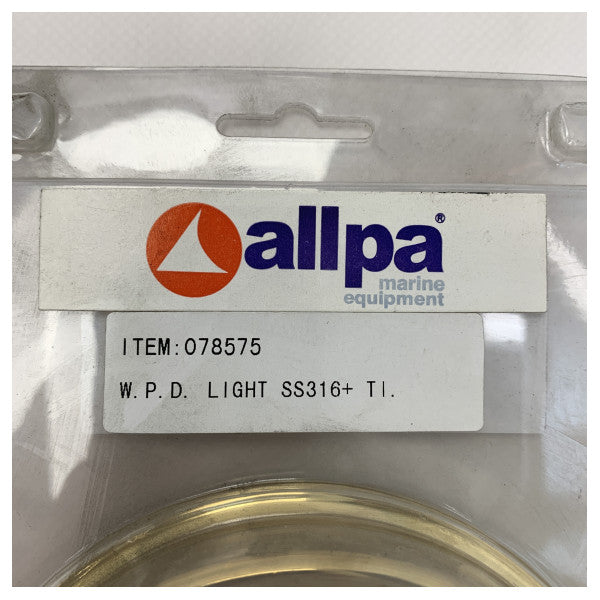 allpa®
marine
equipment
ITEM:078575
W.P.D. LIGHT SS316+ TI.